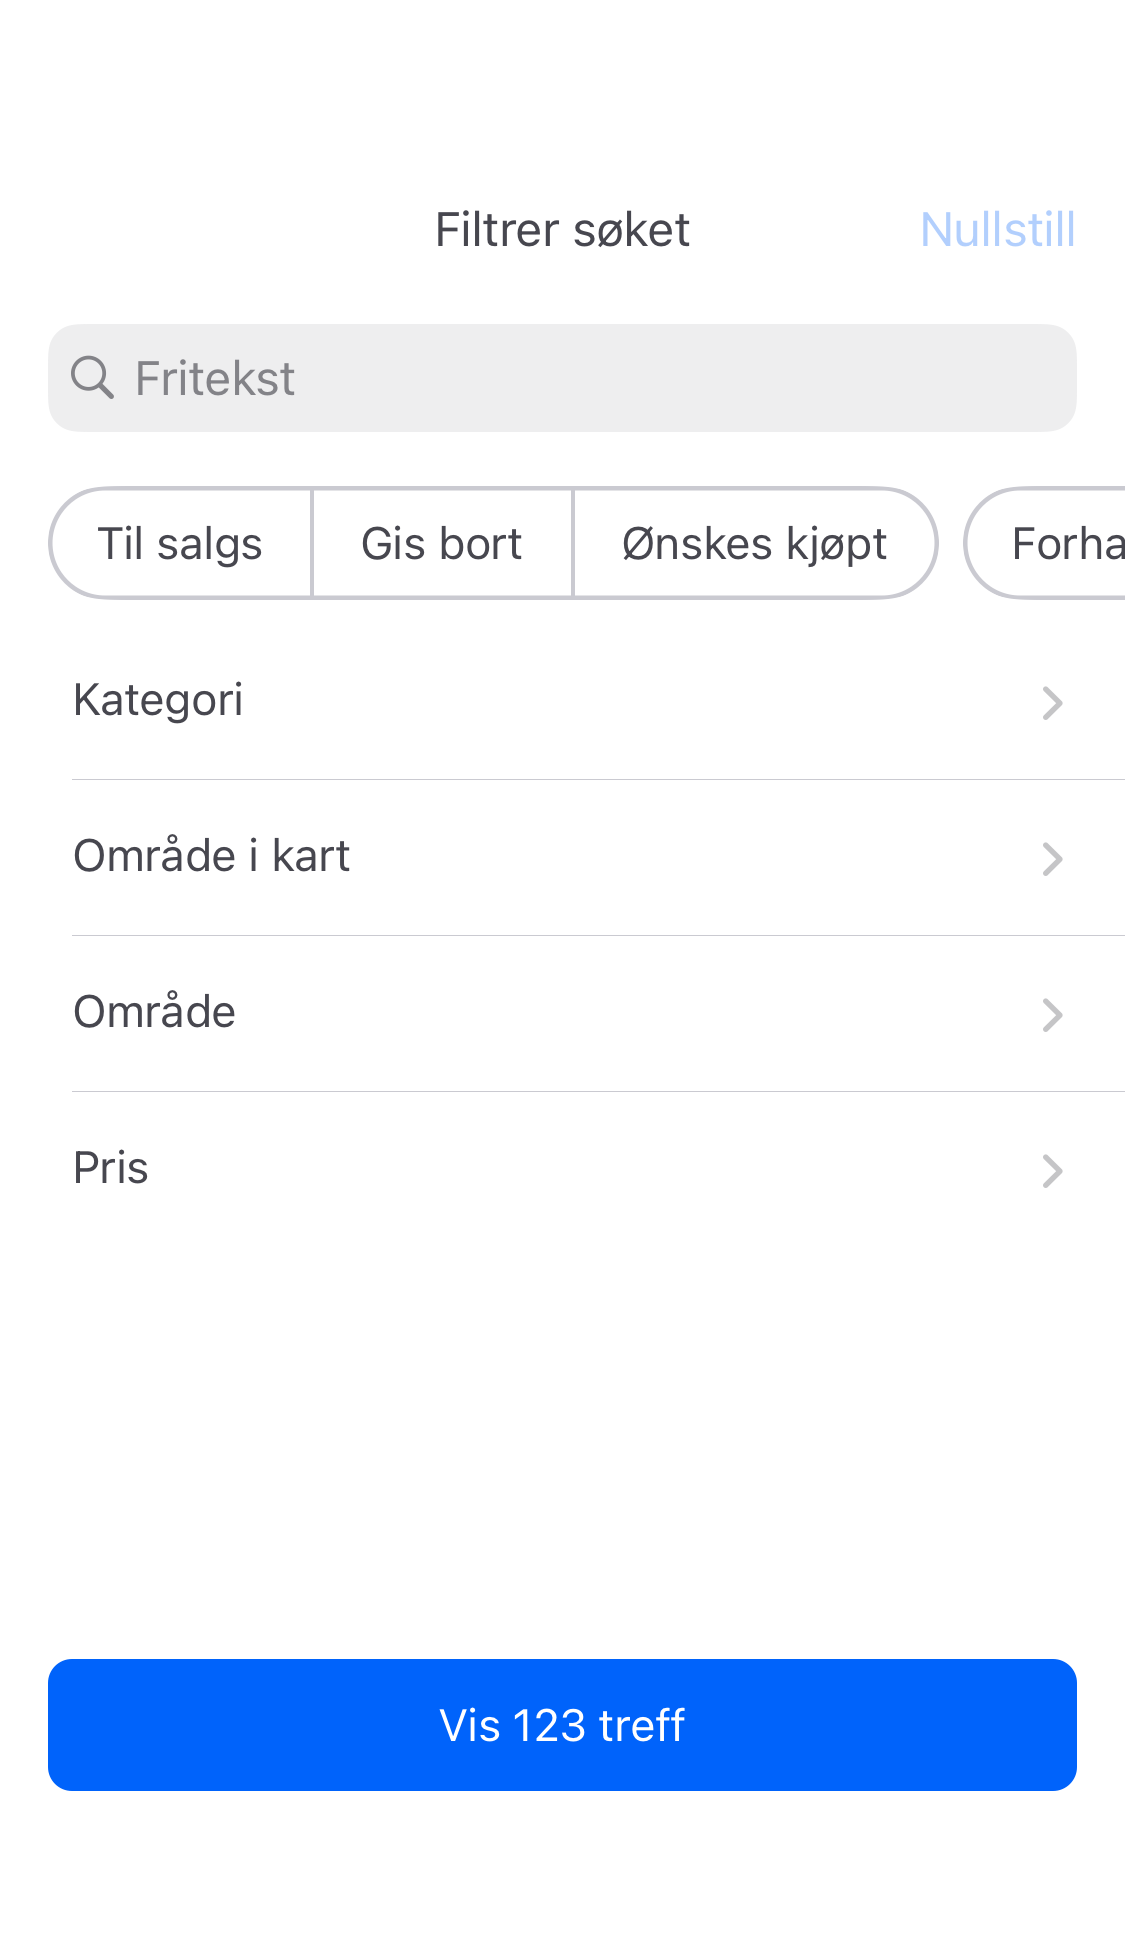 Filtrer søket Nullstill
Fritekst
Til salgs Gis bort Ønskes kjøpt Forha
Kategori
Område i kart
Område
Pris
Vis 123 treff